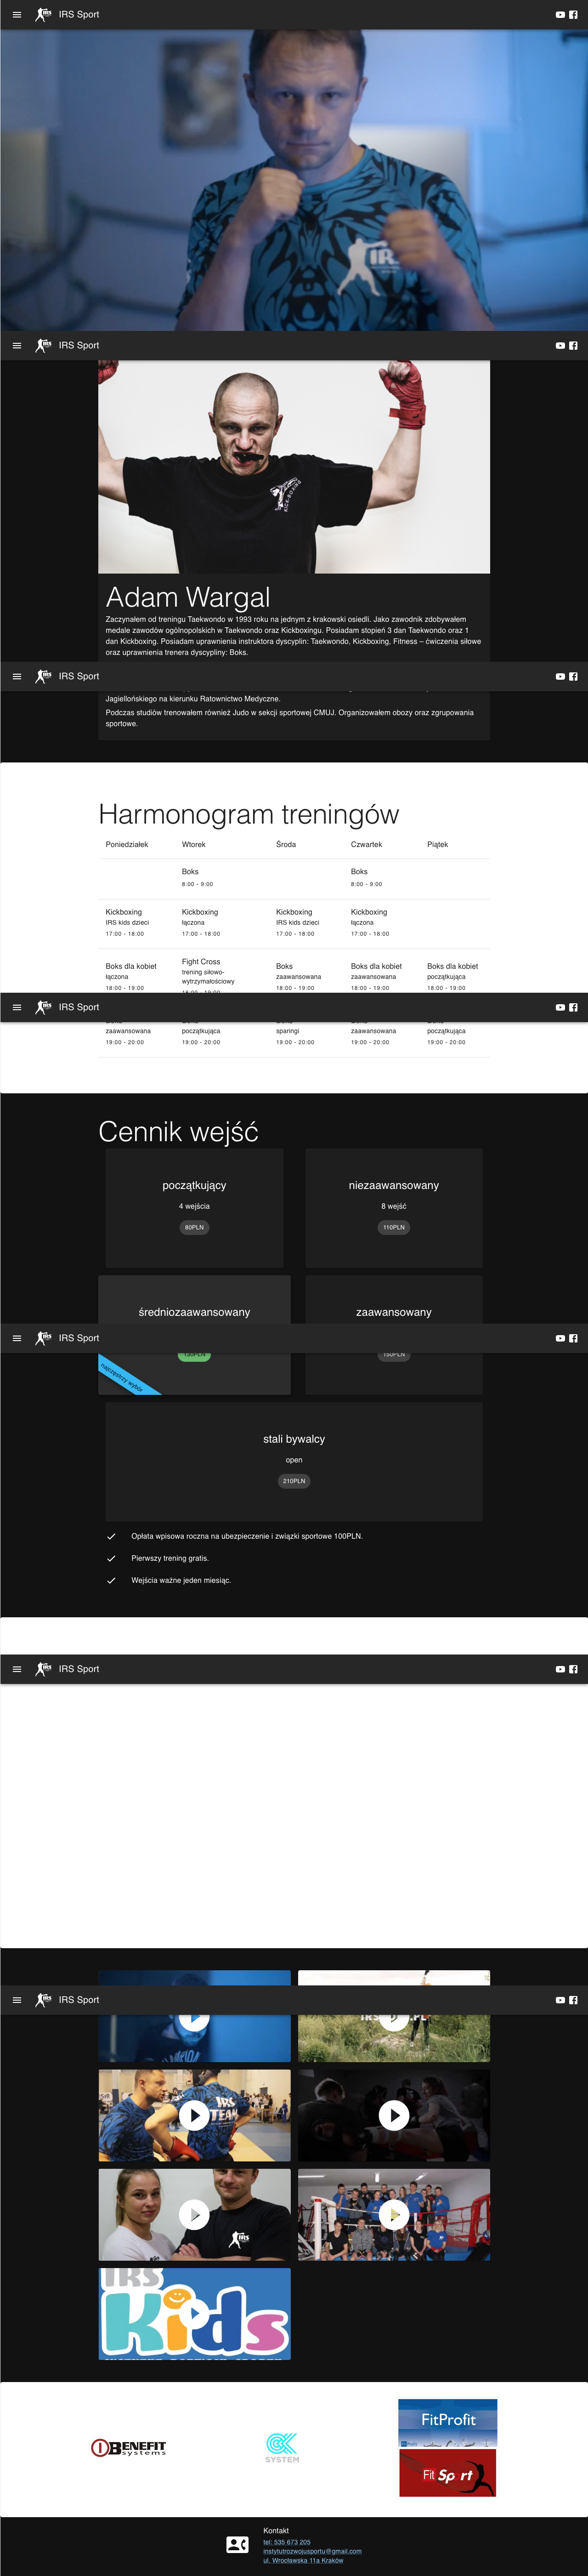 IRS Sport
IRS Sport
KICK-BOXING
Adam Wargal
Zaczynałem od treningu Taekwondo w 1993 roku na jednym z krakowski osiedli. Jako zawodnik zdobywałem
medale zawodów ogólnopolskich w Taekwondo oraz Kickboxingu. Posiadam stopień 3 dan Taekwondo oraz 1
dan Kickboxing. Posiadam uprawnienia instruktora dyscyplin: Taekwondo, Kickboxing, Fitness – ćwiczenia siłowe
oraz uprawnienia trenera dyscypliny: Boks.
IRS Sport
Jagiellońskiego na kierunku Ratownictwo Medyczne.
Podczas studiów trenowałem również Judo w sekcji sportowej CMUJ. Organizowałem obozy oraz zgrupowania
sportowe.
Harmonogram treningów
Poniedziałek Wtorek Środa Czwartek Piątek
Boks Boks
8:00 - 9:00 8:00 - 9:00
Kickboxing Kickboxing Kickboxing Kickboxing
IRS kids dzieci łączona IRS kids dzieci łączona
17:00 - 18:00 17:00 - 18:00 17:00 - 18:00 17:00 - 18:00
Boks dla kobiet Fight Cross Boks Boks dla kobiet Boks dla kobiet
łączona trening siłowo- zaawansowana zaawansowana początkująca
wytrzymałościowy
18:00 - 19:00 18:00 - 19:00 18:00 - 19:00 18:00 - 19:00 18:00 - 19:00
IRS Sport
zaawansowana początkująca sparingi zaawansowana początkująca
19:00 - 20:00 19:00 - 20:00 19:00 - 20:00 19:00 - 20:00 19:00 - 20:00
Cennik wejść
początkujący niezaawansowany
4 wejścia 8 wejść
80PLN 110PLN
średniozaawansowany zaawansowany
IRS Sport
150PLN
najczęstrzy wybór
stali bywalcy
open
210PLN
Opłata wpisowa roczna na ubezpieczenie i związki sportowe 100PLN.
Pierwszy trening gratis.
Wejścia ważne jeden miesiąc.
IRS Sport
IRS Sport
IRS
TEAM
IRS
IRS
Kids
BENEFIT
systems
OK
SYSTEM
FitProfit
Fit Sport
Kontakt
tel: 535 673 205
instytutrozwojusportu@gmail.com
ul. Wrocławska 11a Kraków